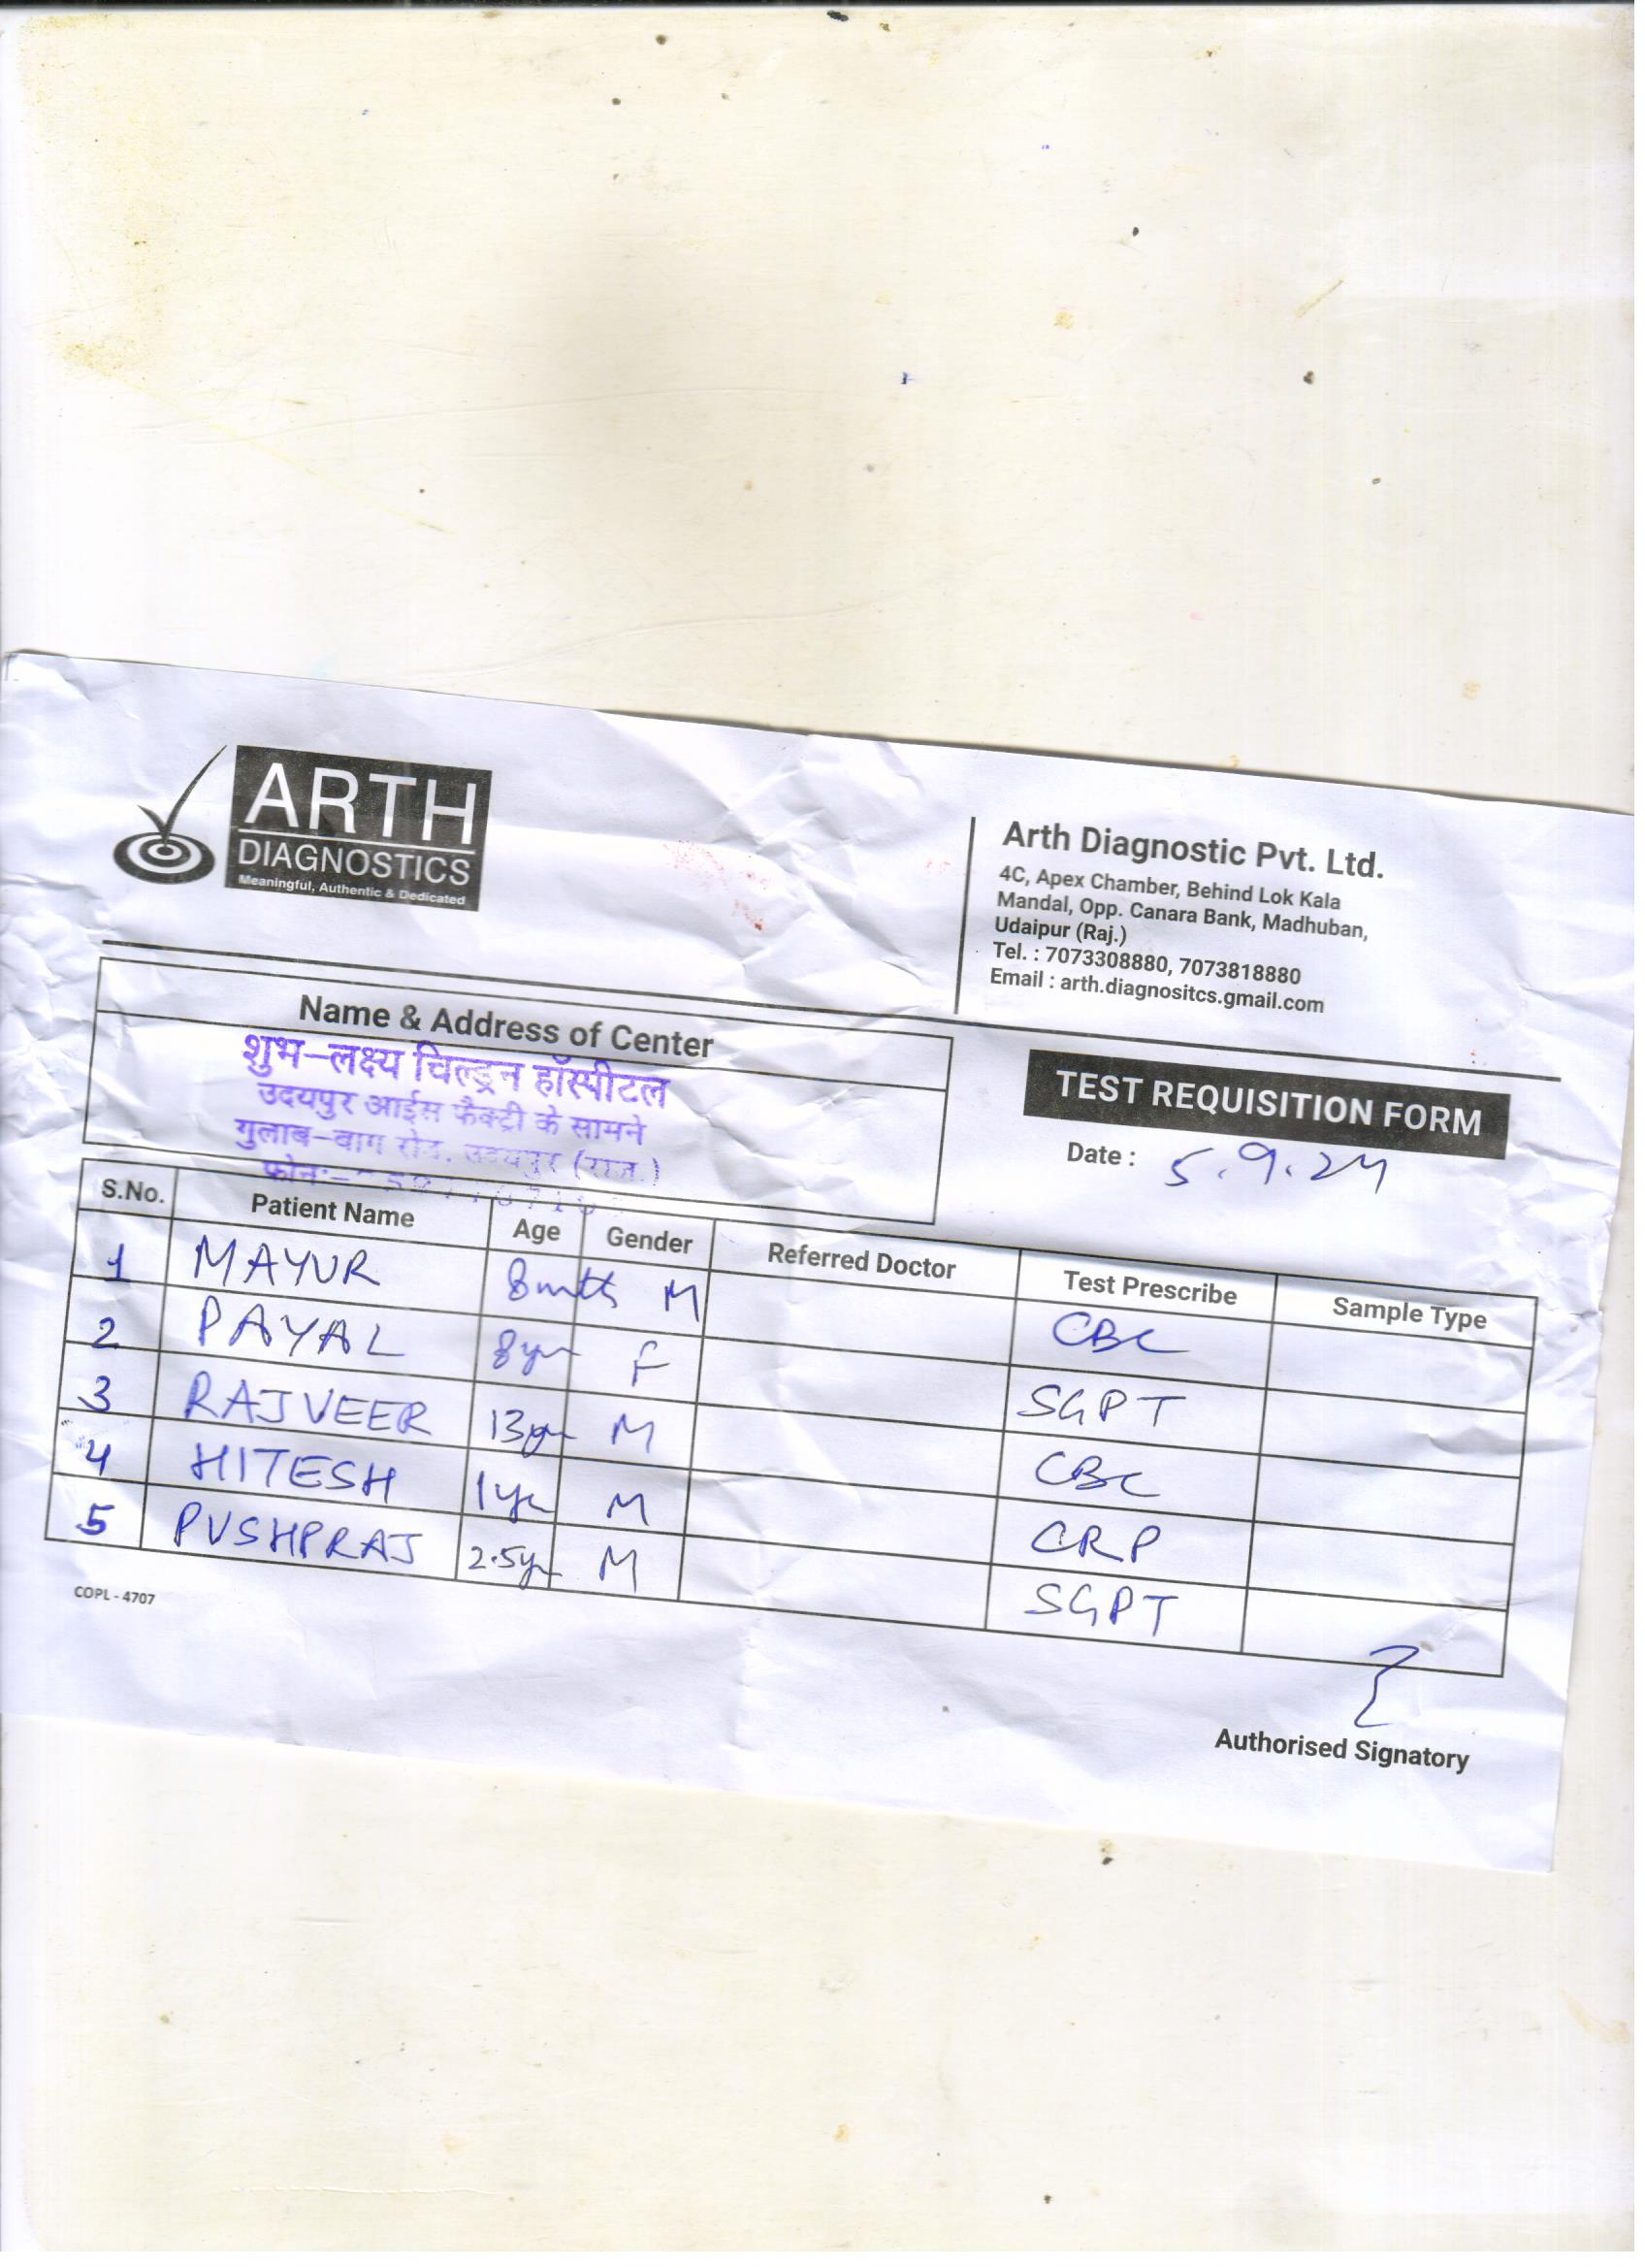 ARTH
DIAGNOSTICS
Meaningful, Authentic & Dedicated
Arth Diagnostic Pvt. Ltd.
4C, Apex Chamber, Behind Lok Kala
Mandal, Opp. Canara Bank, Madhuban,
Udaipur (Raj.)
Tel. : 7073308880, 7073818880
Email : arth.diagnositcs.gmail.com
Name & Address of Center
शुभ-लक्ष्य चिल्ड्रन हॉस्पीटल
उदयपुर आईस फैक्ट्री के सामने
गुलाब-बाग रोड, उदयपुर (राज.)
फोन:-
TEST REQUISITION FORM
Date : 5.9.24
S.No. Patient Name Age Gender Referred Doctor Test Prescribe Sample Type
1 MAYUR 8mth M CBC
2 PAYAL 8yr F SGPT
3 RAJVEER 13yr M CBC
4 HITESH 1yr M CRP
5 PUSHPRAJ 2.5yr M SGPT
COPL - 4707
Authorised Signatory